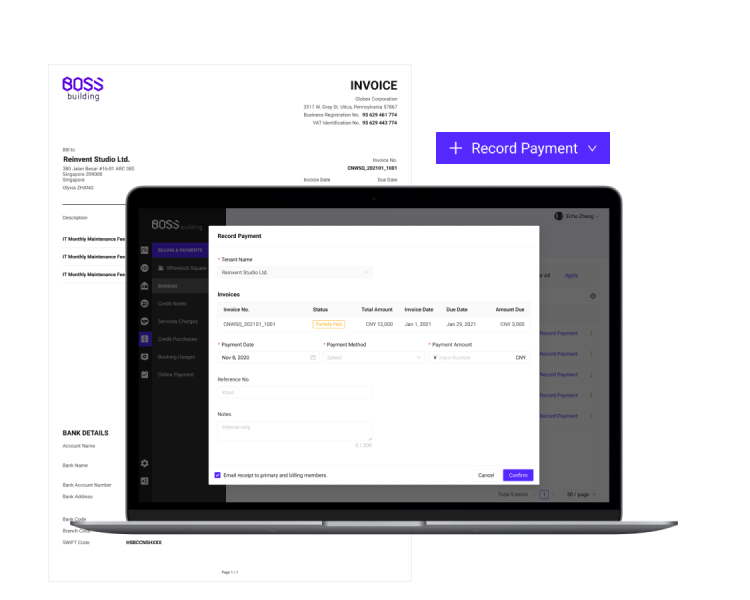 BOSS
building
INVOICE
Globex Corporation
3517 W. Gray St. Utica, Pennsylvania 57867
Business Registration No. 93 629 461 774
VAT Identification No. 93 629 443 774
Bill to
Reinvent Studio Ltd.
380 Jalan Besar #16-01 ARC 380
Singapore 209000
Singapore
Olyvia ZHANG
Invoice No.
CNWSQ_202101_1001
Invoice Date
Due Date
Record Payment
Description
IT Monthly Maintenance Fee
IT Monthly Maintenance Fee
IT Monthly Maintenance Fee
BANK DETAILS
Account Name
Bank Name
Bank Account Number
Bank Address
Bank Code
Branch Code
SWIFT Code HSBCCNSHXXX
Page 1 / 1
BOSS building
Echo Zhang
BILLING & PAYMENTS
Wheelock Square
Invoices
Credit Notes
Services Charges
Credit Purchases
Booking Usages
Online Payment
All Apply
Record Payment
Record Payment
Record Payment
Record Payment
Record Payment
Total 5 items 1 50 / page
Record Payment
* Tenant Name
Reinvent Studio Ltd.
Invoices
Invoice No. Status Total Amount Invoice Date Due Date Amount Due
CNWSQ_202101_1001 Partially Paid CNY 12,000 Jan 1, 2021 Jan 29, 2021 CNY 3,000
* Payment Date * Payment Method * Payment Amount
Nov 8, 2020 Select ¥ Input Number CNY
Reference No.
Input
Notes
Internal only
0 / 200
Email receipt to primary and billing members.
Cancel Confirm